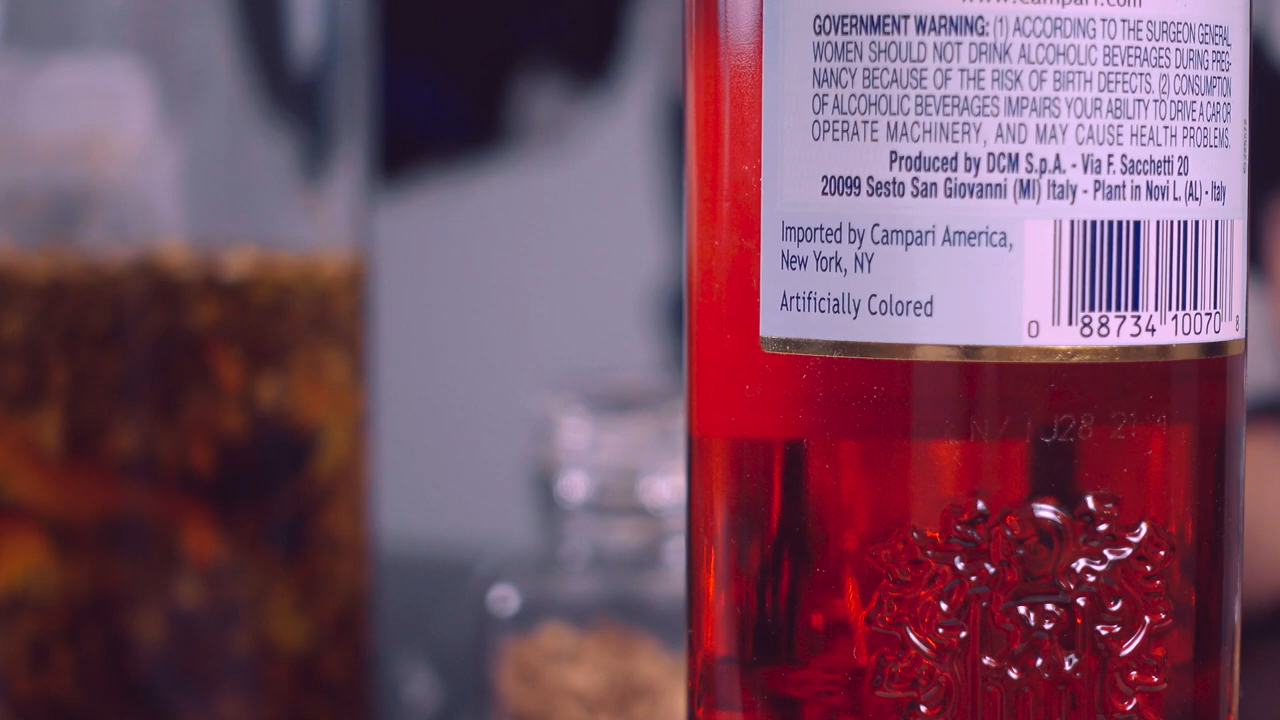 www.campari.com
GOVERNMENT WARNING: (1) ACCORDING TO THE SURGEON GENERAL,
WOMEN SHOULD NOT DRINK ALCOHOLIC BEVERAGES DURING PREG-
NANCY BECAUSE OF THE RISK OF BIRTH DEFECTS. (2) CONSUMPTION
OF ALCOHOLIC BEVERAGES IMPAIRS YOUR ABILITY TO DRIVE A CAR OR
OPERATE MACHINERY, AND MAY CAUSE HEALTH PROBLEMS.
Produced by DCM S.p.A. - Via F. Sacchetti 20
20099 Sesto San Giovanni (MI) Italy - Plant in Novi L. (AL) - Italy
Imported by Campari America,
New York, NY
Artificially Colored
0 88734 10070 8